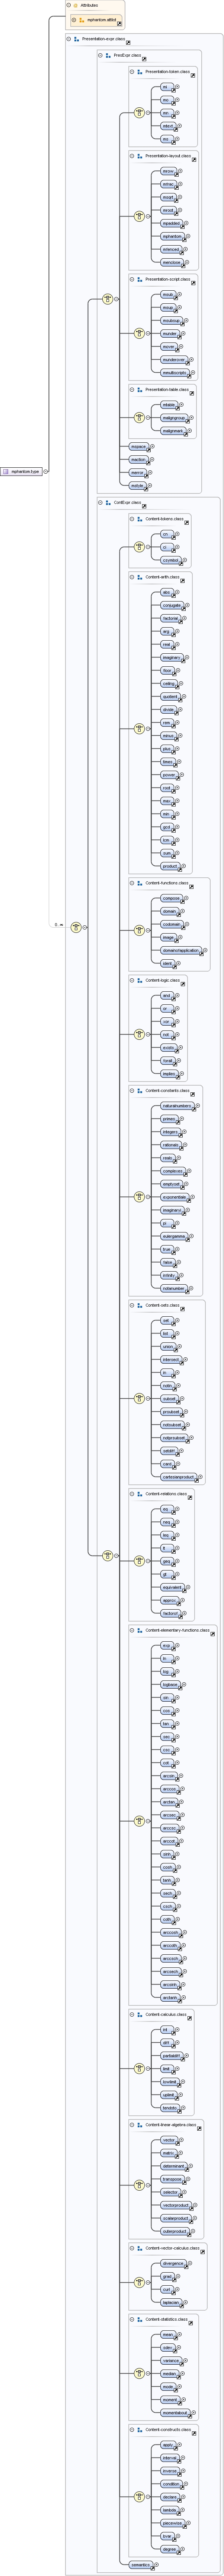 Attributes
mphantom.attlist
Presentation-expr.class
PresExpr.class
Presentation-token.class
mi
mo
mn
mtext
ms
Presentation-layout.class
mrow
mfrac
msqrt
mroot
mpadded
mphantom
mfenced
menclose
Presentation-script.class
msub
msup
msubsup
munder
mover
munderover
mmultiscripts
Presentation-table.class
mtable
maligngroup
malignmark
mspace
maction
merror
mstyle
mphantom.type
ContExpr.class
Content-tokens.class
cn
ci
csymbol
Content-arith.class
abs
conjugate
factorial
arg
real
imaginary
floor
ceiling
quotient
divide
rem
minus
plus
times
power
root
max
min
gcd
lcm
sum
product
Content-functions.class
compose
domain
codomain
image
domainofapplication
ident
0..∞
Content-logic.class
and
or
xor
not
exists
forall
implies
Content-constants.class
naturalnumbers
primes
integers
rationals
reals
complexes
emptyset
exponentiale
imaginaryi
pi
eulergamma
true
false
infinity
notanumber
Content-sets.class
set
list
union
intersect
in
notin
subset
prsubset
notsubset
notprsubset
setdiff
card
cartesianproduct
Content-relations.class
eq
neq
leq
lt
geq
gt
equivalent
approx
factorof
Content-elementary-functions.class
exp
ln
log
logbase
sin
cos
tan
sec
csc
cot
arcsin
arccos
arctan
arcsec
arccsc
arccot
sinh
cosh
tanh
sech
csch
coth
arccosh
arccoth
arccsch
arcsech
arcsinh
arctanh
Content-calculus.class
int
diff
partialdiff
limit
lowlimit
uplimit
tendsto
Content-linear-algebra.class
vector
matrix
determinant
transpose
selector
vectorproduct
scalarproduct
outerproduct
Content-vector-calculus.class
divergence
grad
curl
laplacian
Content-statistics.class
mean
sdev
variance
median
mode
moment
momentabout
Content-constructs.class
apply
interval
inverse
condition
declare
lambda
piecewise
bvar
degree
semantics